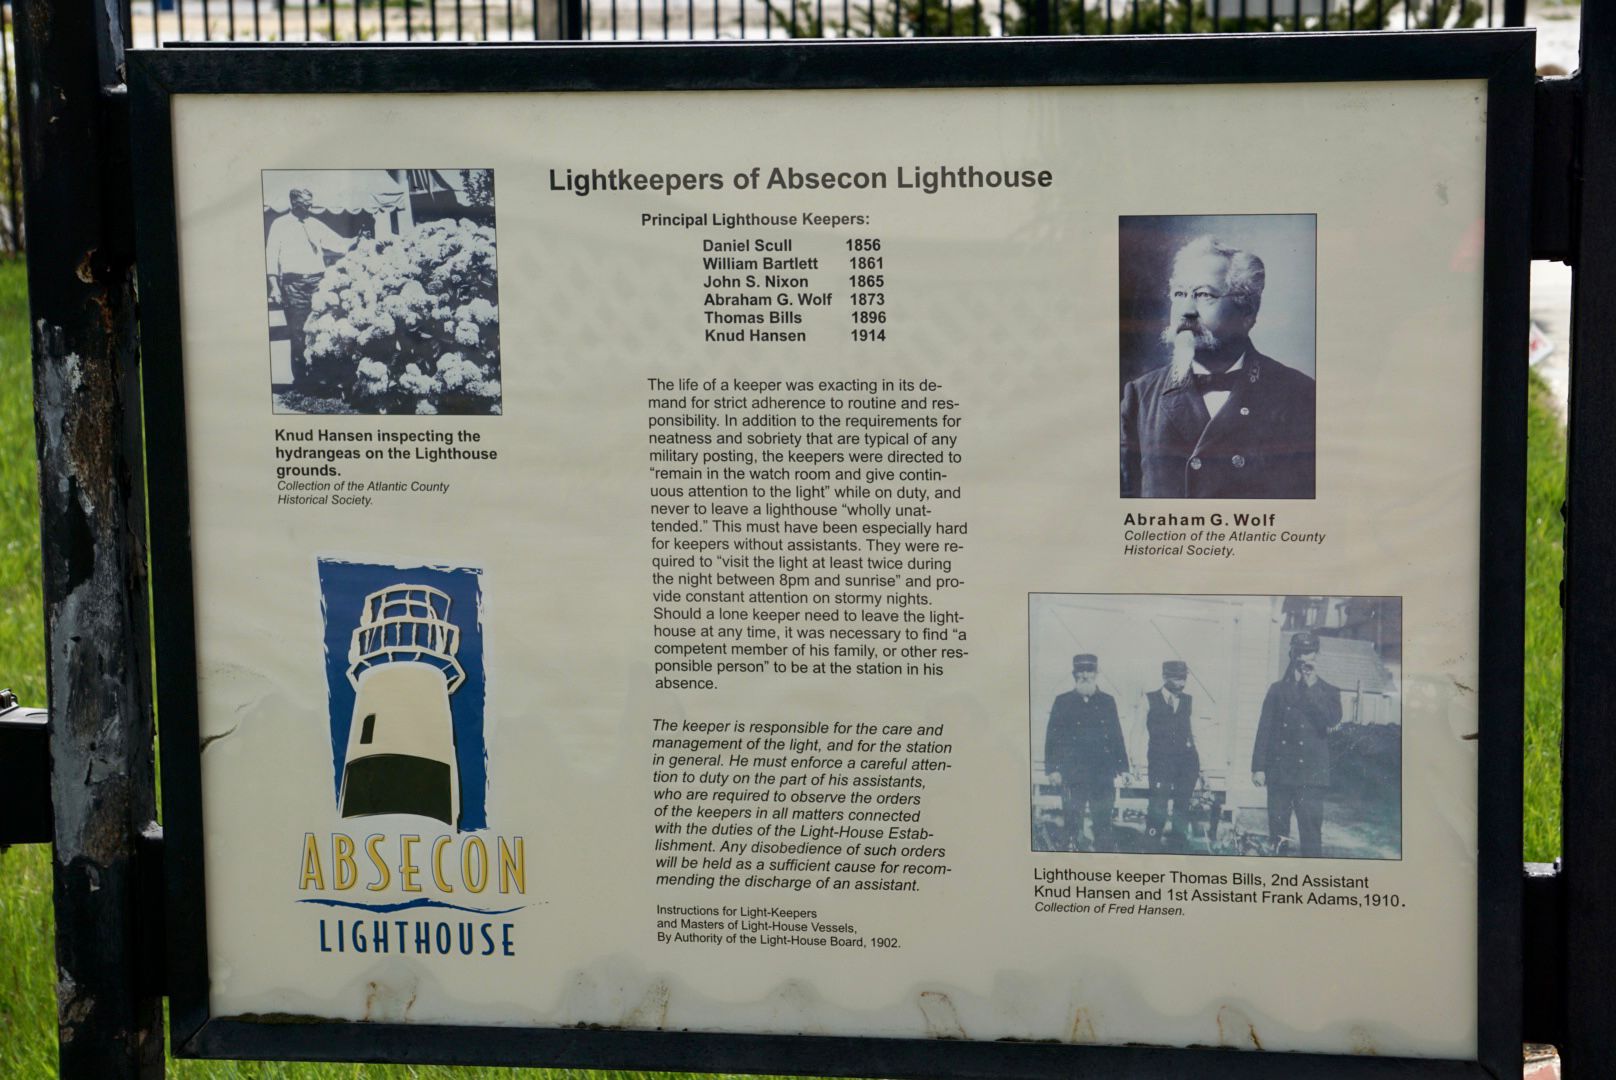 Lightkeepers of Absecon Lighthouse
Principal Lighthouse Keepers:
Daniel Scull 1856
William Bartlett 1861
John S. Nixon 1865
Abraham G. Wolf 1873
Thomas Bills 1896
Knud Hansen 1914
The life of a keeper was exacting in its de-
mand for strict adherence to routine and res-
ponsibility. In addition to the requirements for
neatness and sobriety that are typical of any
military posting, the keepers were directed to
“remain in the watch room and give contin-
uous attention to the light” while on duty, and
never to leave a lighthouse “wholly unat-
tended.” This must have been especially hard
for keepers without assistants. They were re-
quired to “visit the light at least twice during
the night between 8pm and sunrise” and pro-
vide constant attention on stormy nights.
Should a lone keeper need to leave the light-
house at any time, it was necessary to find “a
competent member of his family, or other res-
ponsible person” to be at the station in his
absence.
The keeper is responsible for the care and
management of the light, and for the station
in general. He must enforce a careful atten-
tion to duty on the part of his assistants,
who are required to observe the orders
of the keepers in all matters connected
with the duties of the Light-House Estab-
lishment. Any disobedience of such orders
will be held as a sufficient cause for recom-
mending the discharge of an assistant.
Instructions for Light-Keepers
and Masters of Light-House Vessels,
By Authority of the Light-House Board, 1902.
Knud Hansen inspecting the
hydrangeas on the Lighthouse
grounds.
Collection of the Atlantic County
Historical Society.
ABSECON
LIGHTHOUSE
Abraham G. Wolf
Collection of the Atlantic County
Historical Society.
Lighthouse keeper Thomas Bills, 2nd Assistant
Knud Hansen and 1st Assistant Frank Adams,1910.
Collection of Fred Hansen.